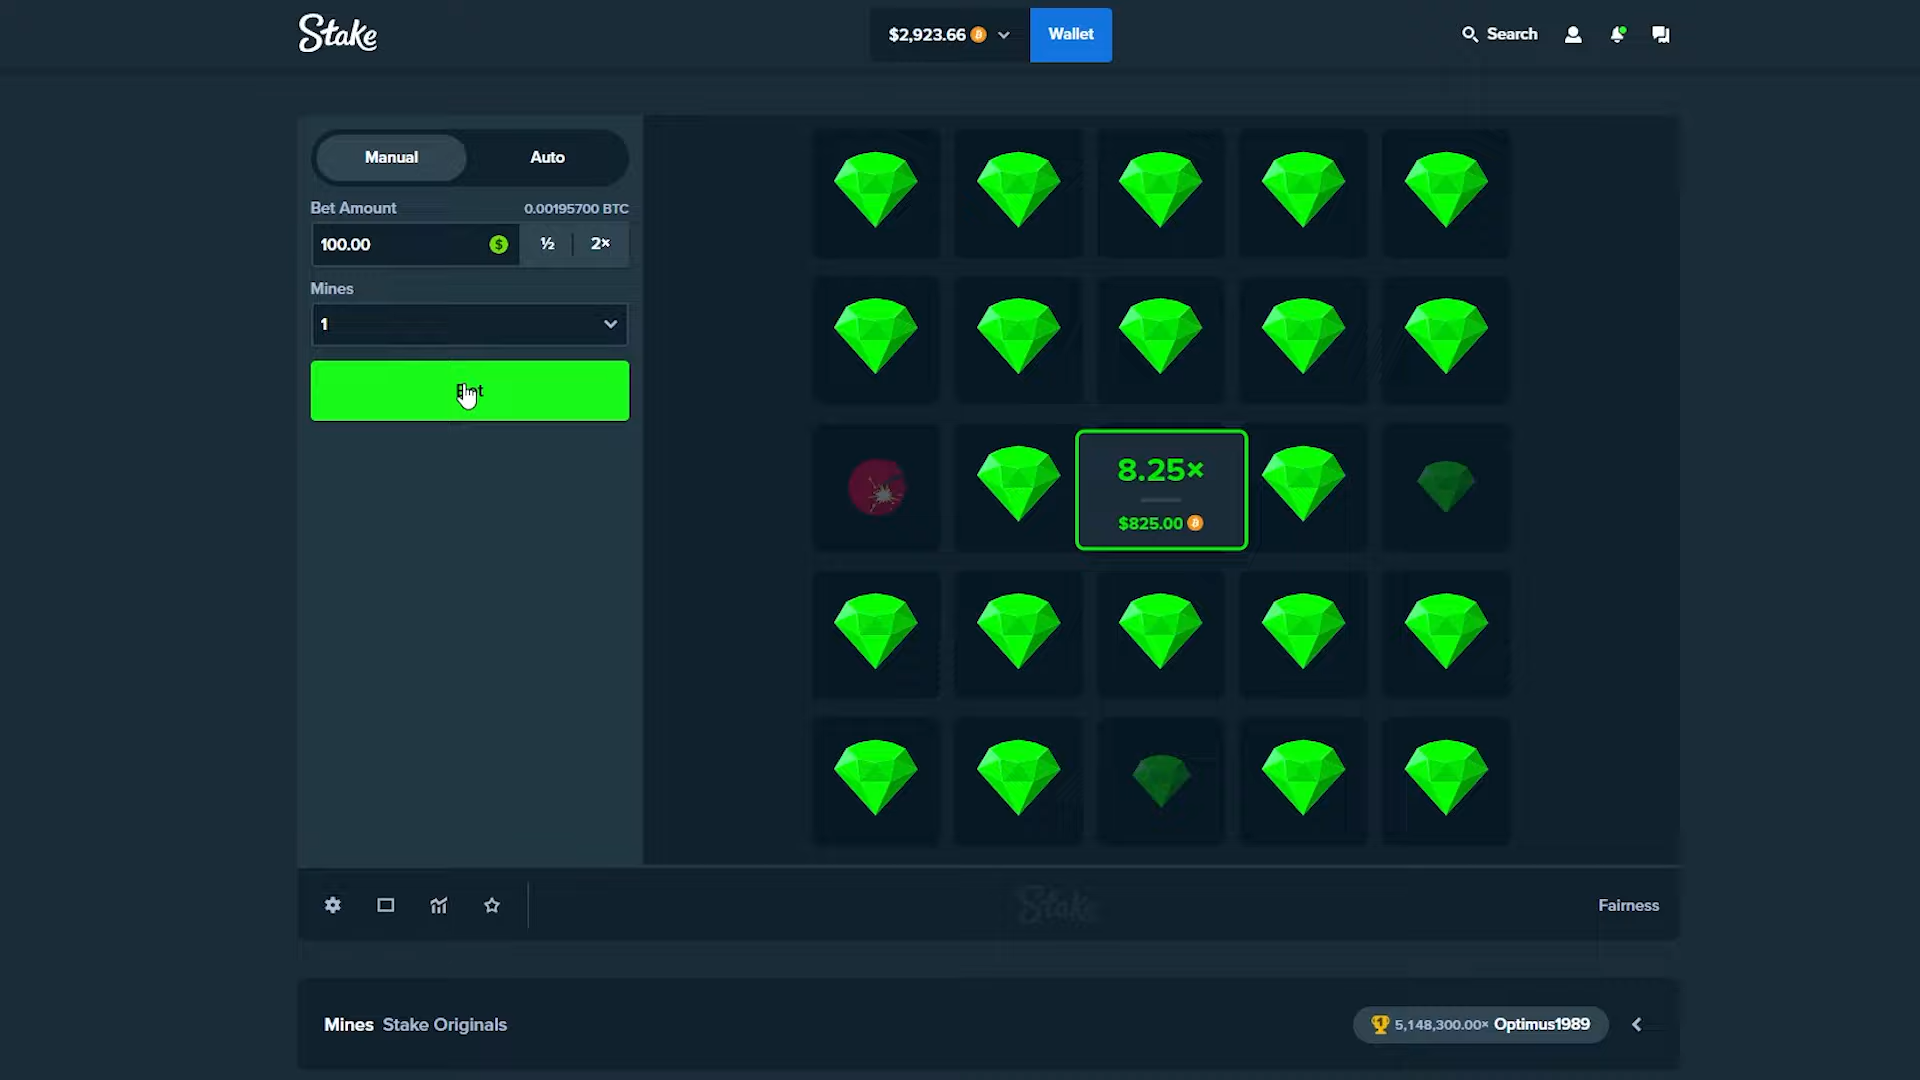 Stake
$2,923.66
Wallet
Search
Manual
Auto
Bet Amount
0.00195700 BTC
100.00
$
½
2×
Mines
1
8.25×
$825.00
Stake
Fairness
Mines Stake Originals
5,148,300.00× Optimus1989